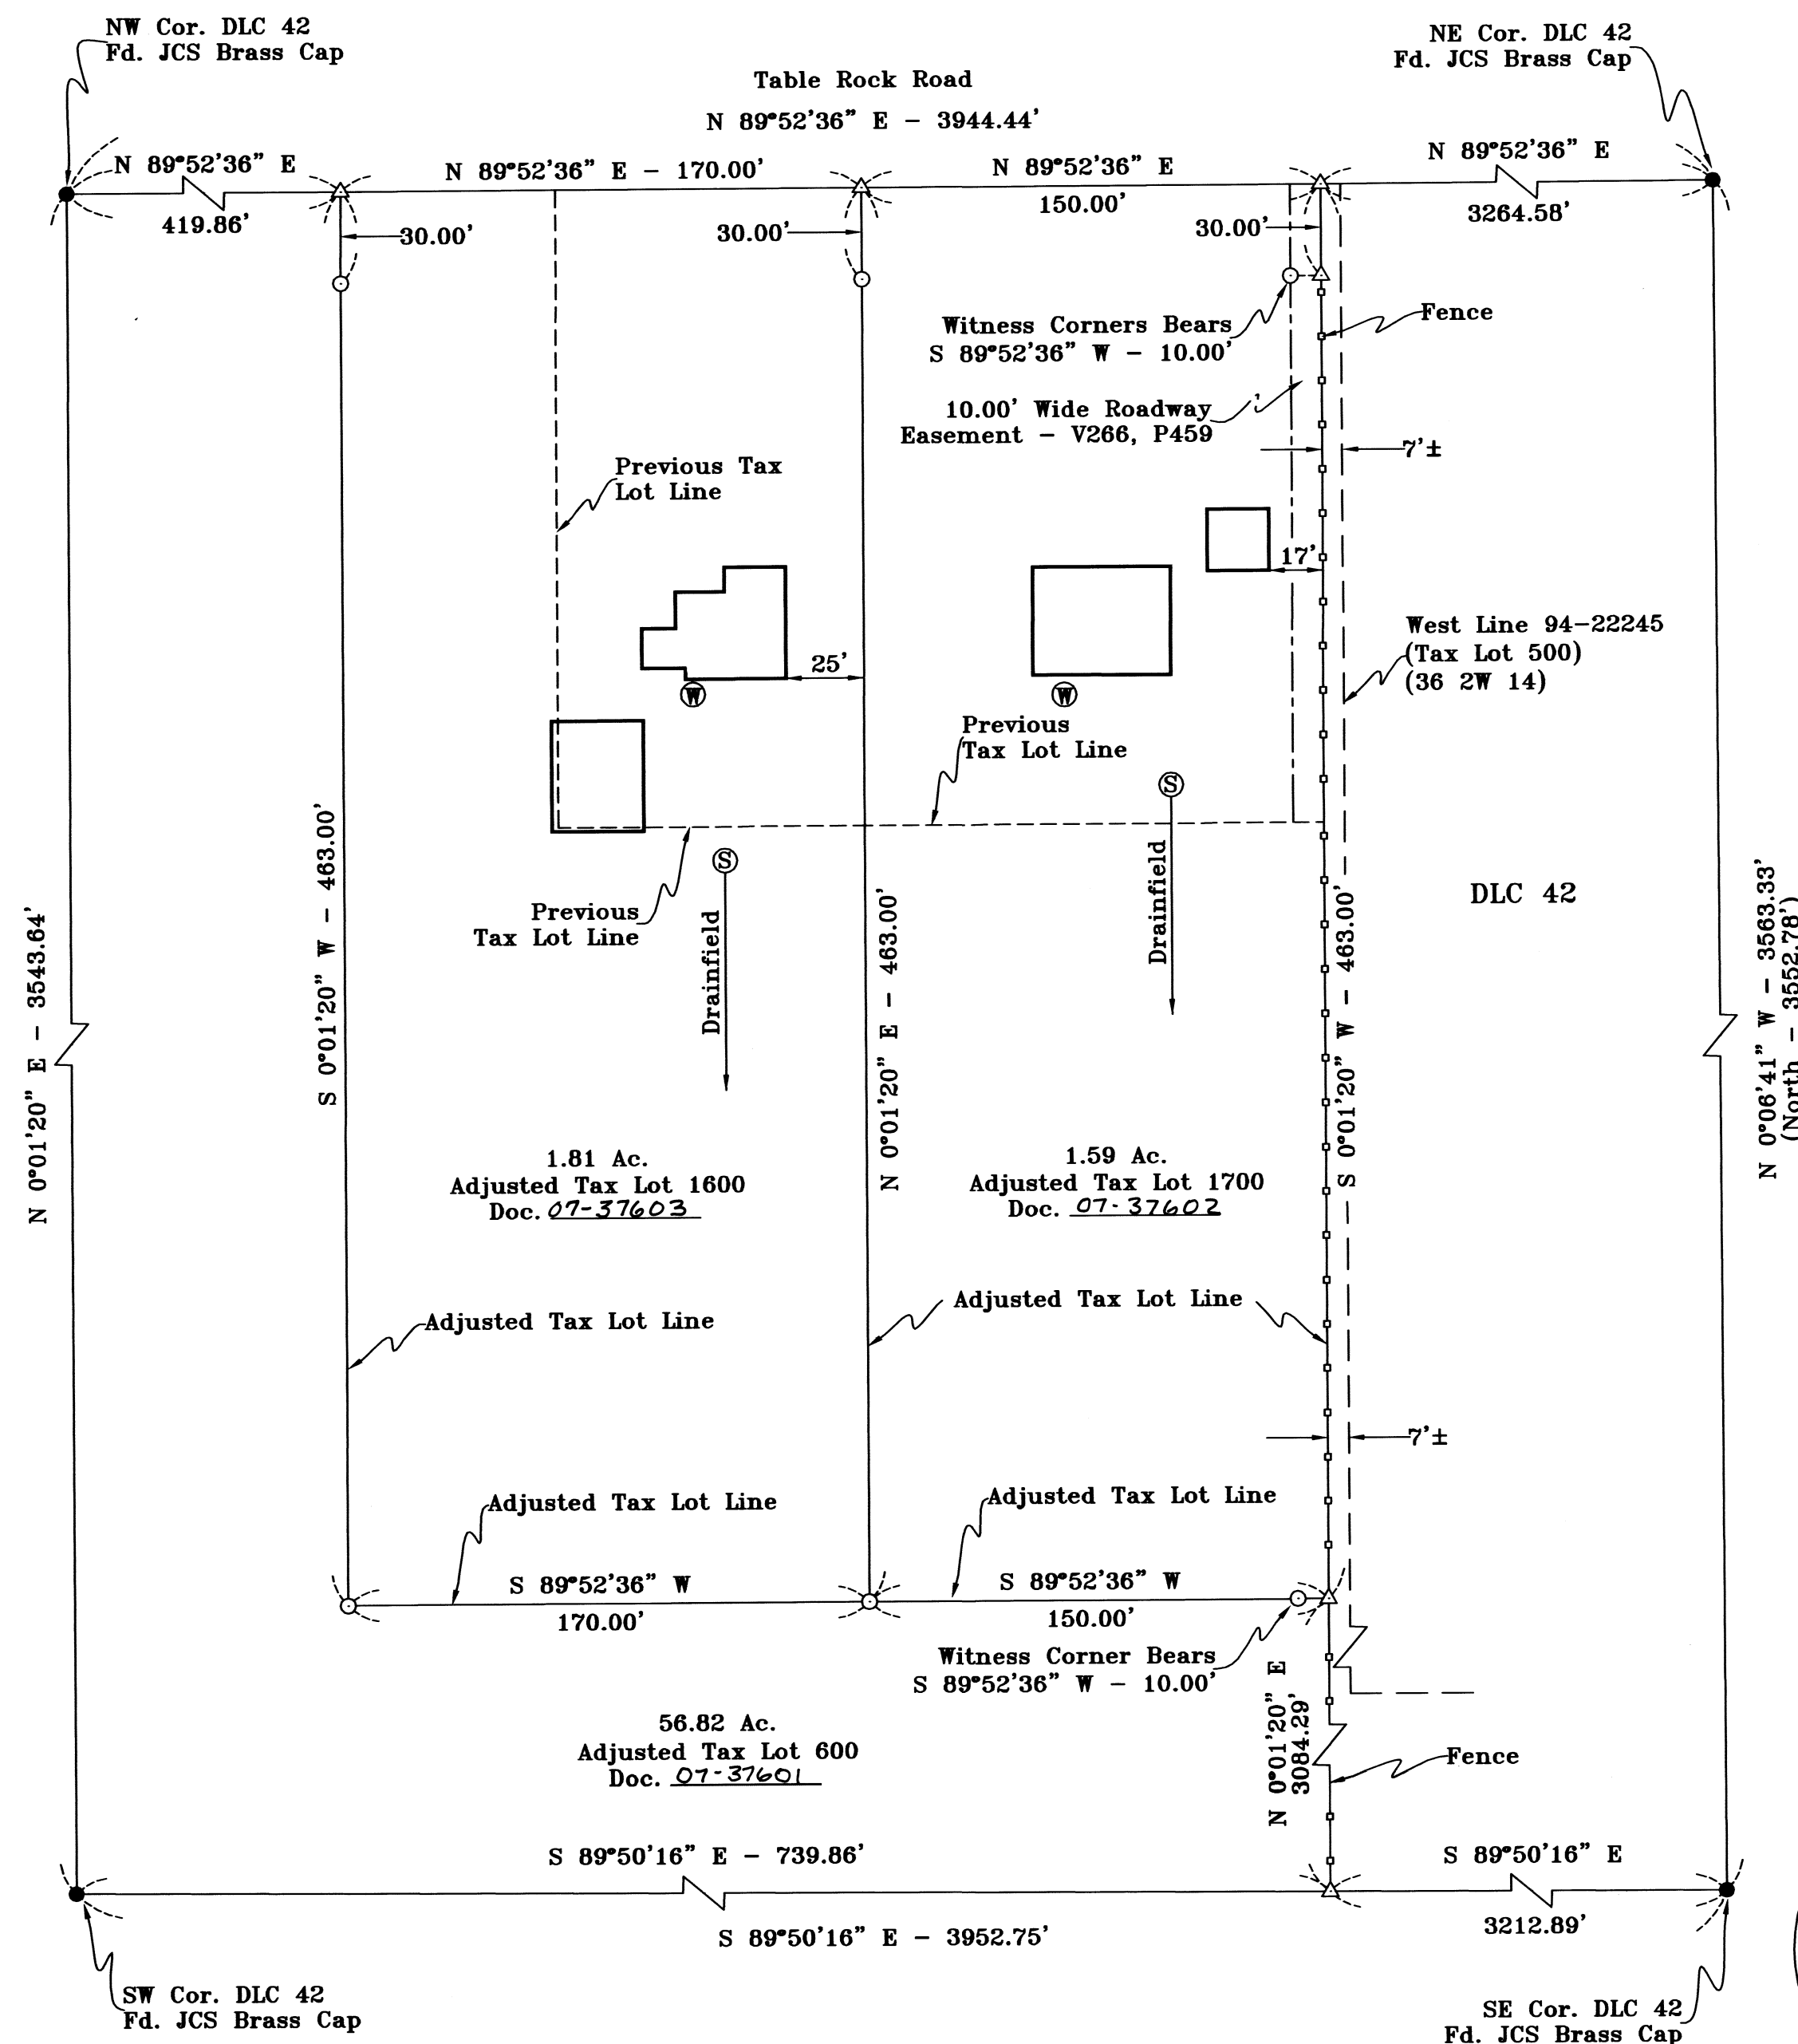 NW Cor. DLC 42
Fd. JCS Brass Cap
NE Cor. DLC 42
Fd. JCS Brass Cap
Table Rock Road
N 89°52'36" E - 3944.44'
N 89°52'36" E
419.86'
N 89°52'36" E - 170.00'
N 89°52'36" E
150.00'
N 89°52'36" E
3264.58'
30.00'
30.00'
30.00'
Witness Corners Bears
S 89°52'36" W - 10.00'
Fence
10.00' Wide Roadway
Easement - V266, P459
7'±
Previous Tax
Lot Line
17'
25'
West Line 94-22245
(Tax Lot 500)
(36 2W 14)
W
W
Previous
Tax Lot Line
S
S
Drainfield
Drainfield
Previous
Tax Lot Line
S 0°01'20" W - 463.00'
N 0°01'20" E - 463.00'
S 0°01'20" W - 463.00'
DLC 42
N 0°01'20" E - 3543.64'
N 0°06'41" W - 3563.33'
(North - 3552.78')
1.81 Ac.
Adjusted Tax Lot 1600
Doc. 07-37603
1.59 Ac.
Adjusted Tax Lot 1700
Doc. 07-37602
Adjusted Tax Lot Line
Adjusted Tax Lot Line
7'±
Adjusted Tax Lot Line
Adjusted Tax Lot Line
S 89°52'36" W
170.00'
S 89°52'36" W
150.00'
Witness Corner Bears
S 89°52'36" W - 10.00'
N 0°01'20" E
3084.29'
56.82 Ac.
Adjusted Tax Lot 600
Doc. 07-37601
Fence
S 89°50'16" E - 739.86'
S 89°50'16" E
3212.89'
S 89°50'16" E - 3952.75'
SW Cor. DLC 42
Fd. JCS Brass Cap
SE Cor. DLC 42
Fd. JCS Brass Cap